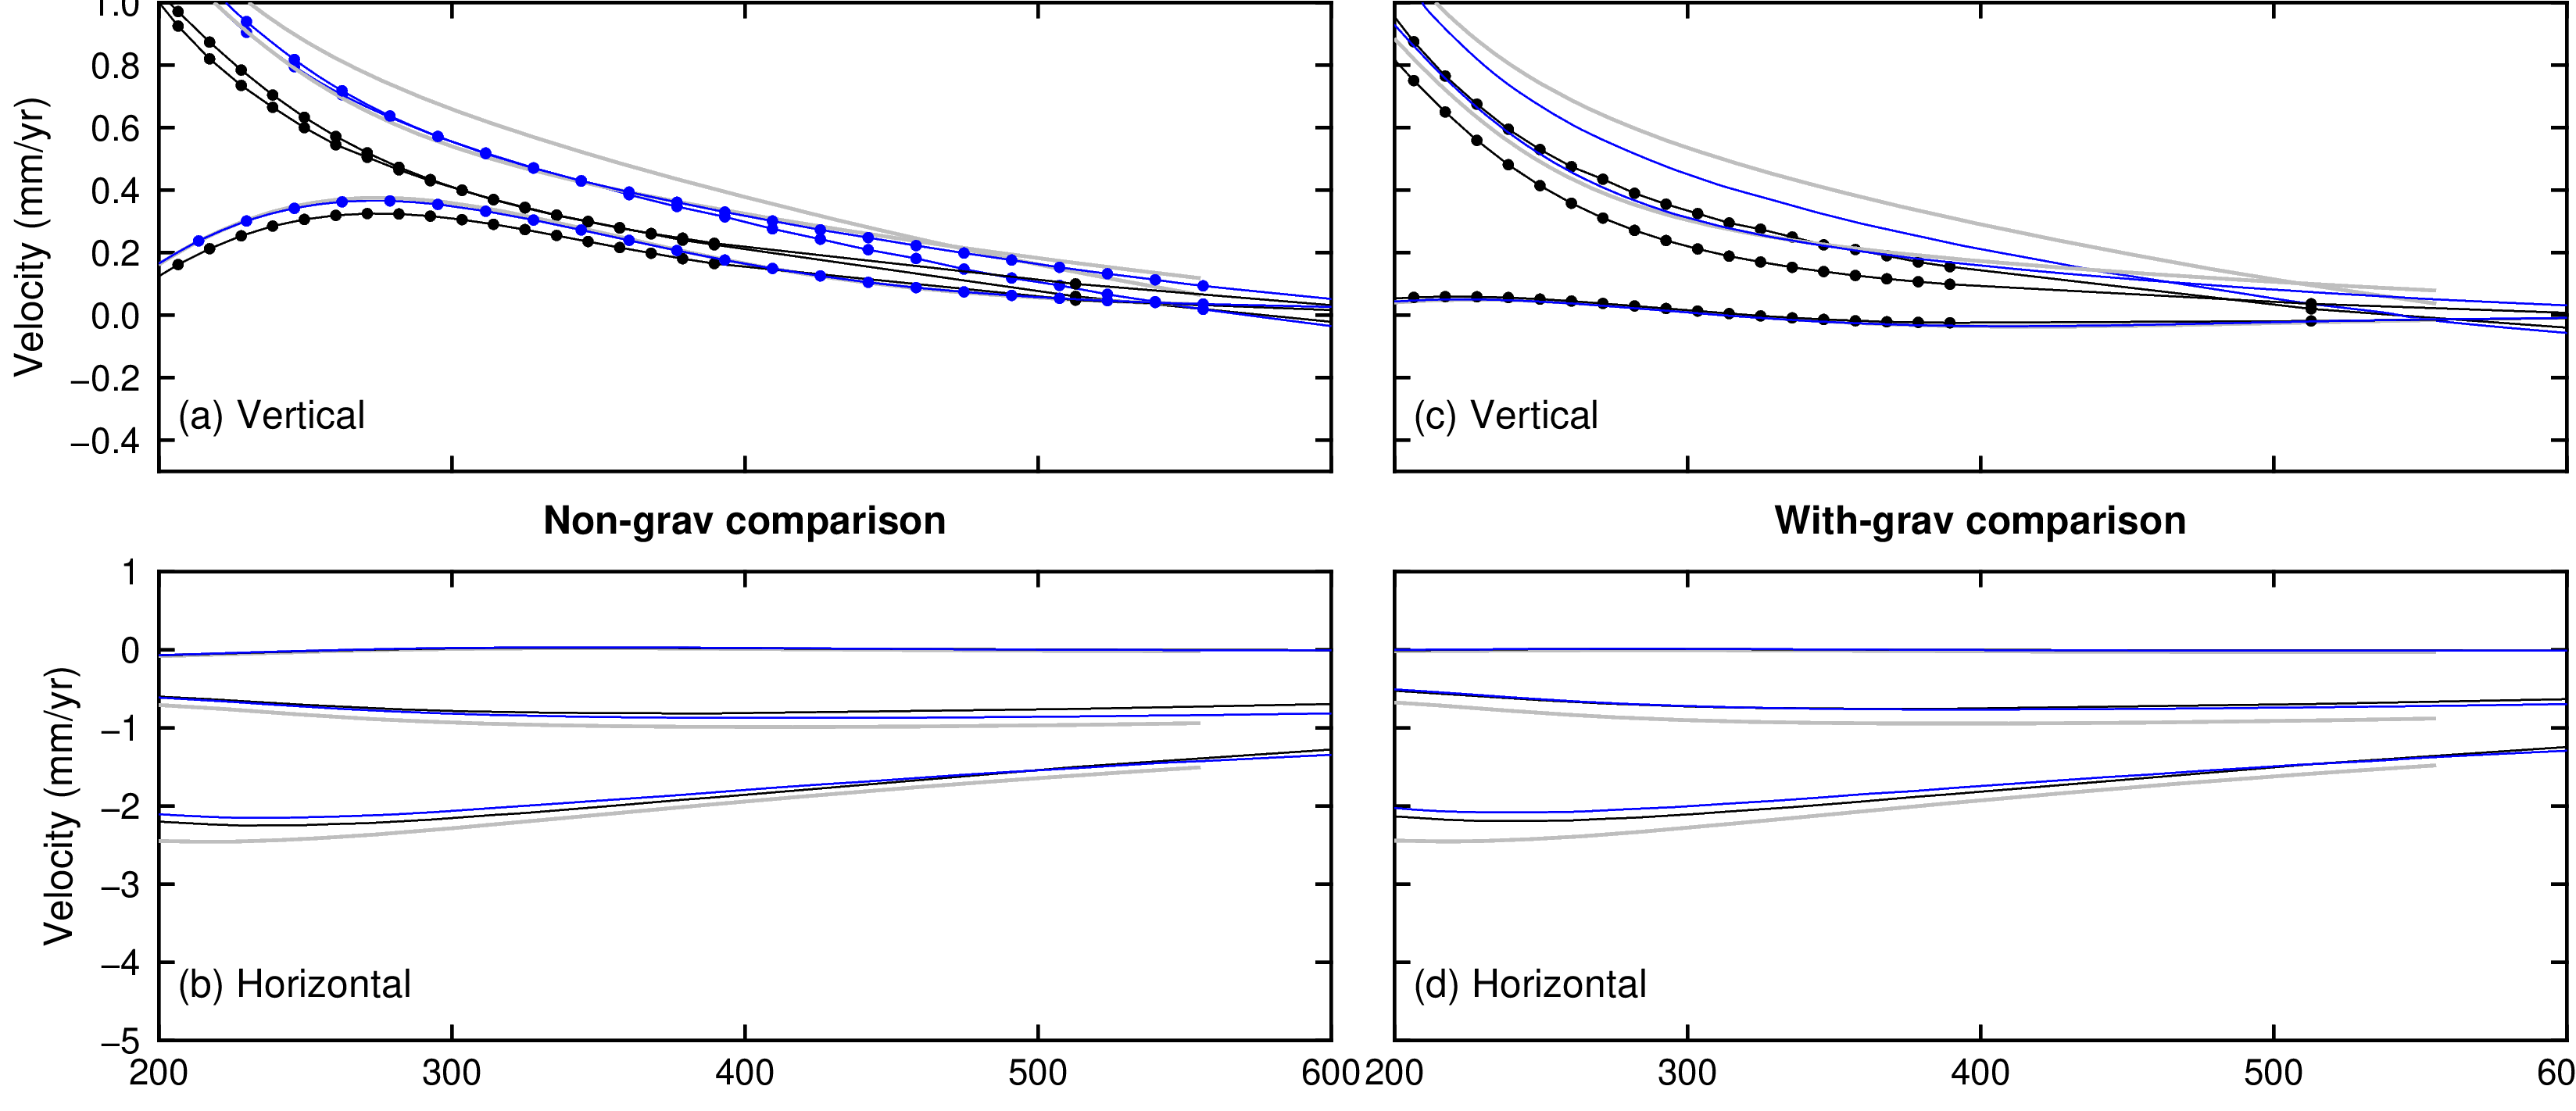 1.0
0.8
0.6
0.4
0.2
0.0
−0.2
−0.4
Velocity (mm/yr)
(a) Vertical
(c) Vertical
Non-grav comparison
With-grav comparison
1
0
−1
−2
−3
−4
−5
Velocity (mm/yr)
(b) Horizontal
(d) Horizontal
200 300 400 500 600
200 300 400 500 60